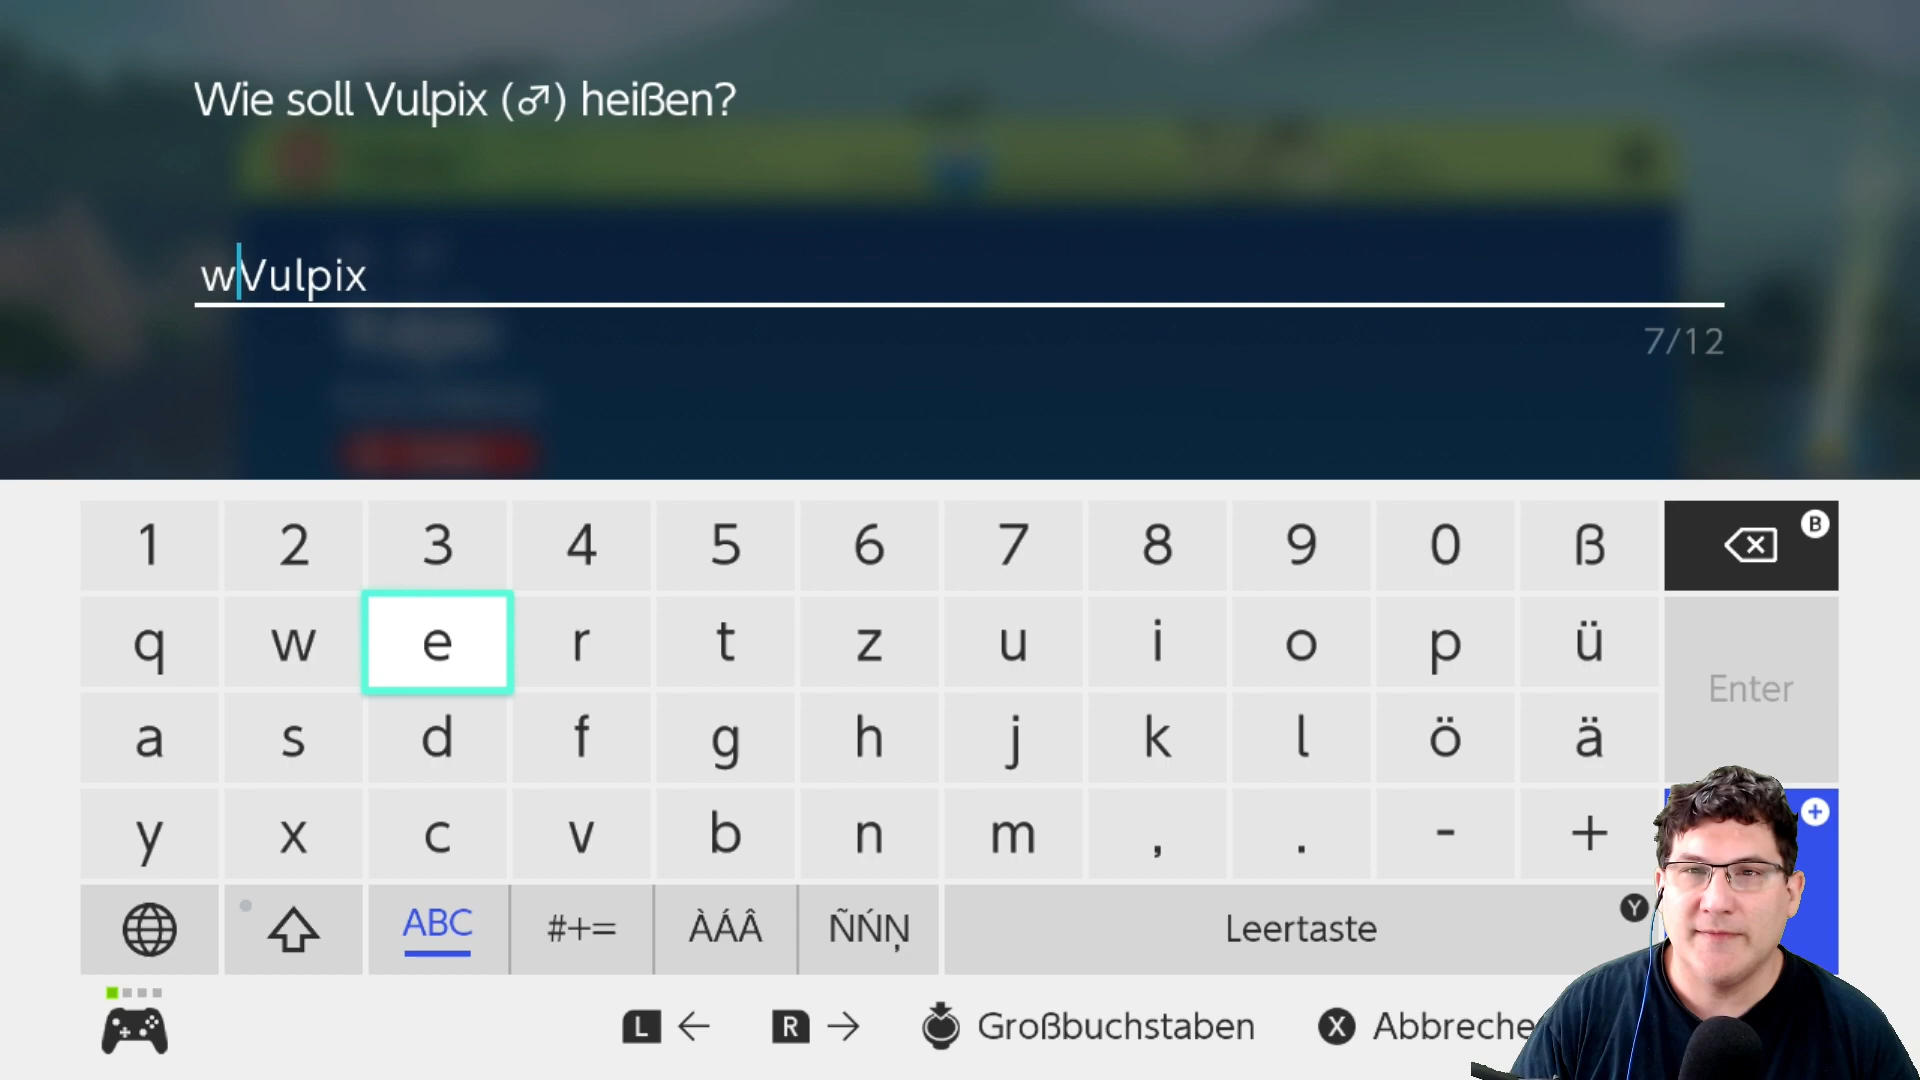 Wie soll Vulpix (♂) heißen?
wVulpix
7/12
1 2 3 4 5 6 7 8 9 0 ß B
q w e r t z u i o p ü Enter
a s d f g h j k l ö ä
y x c v b n m , . - + +
ABC #+= ÀÁÂ ÑŃŅ Leertaste Y
L ← R → Großbuchstaben X Abbreche